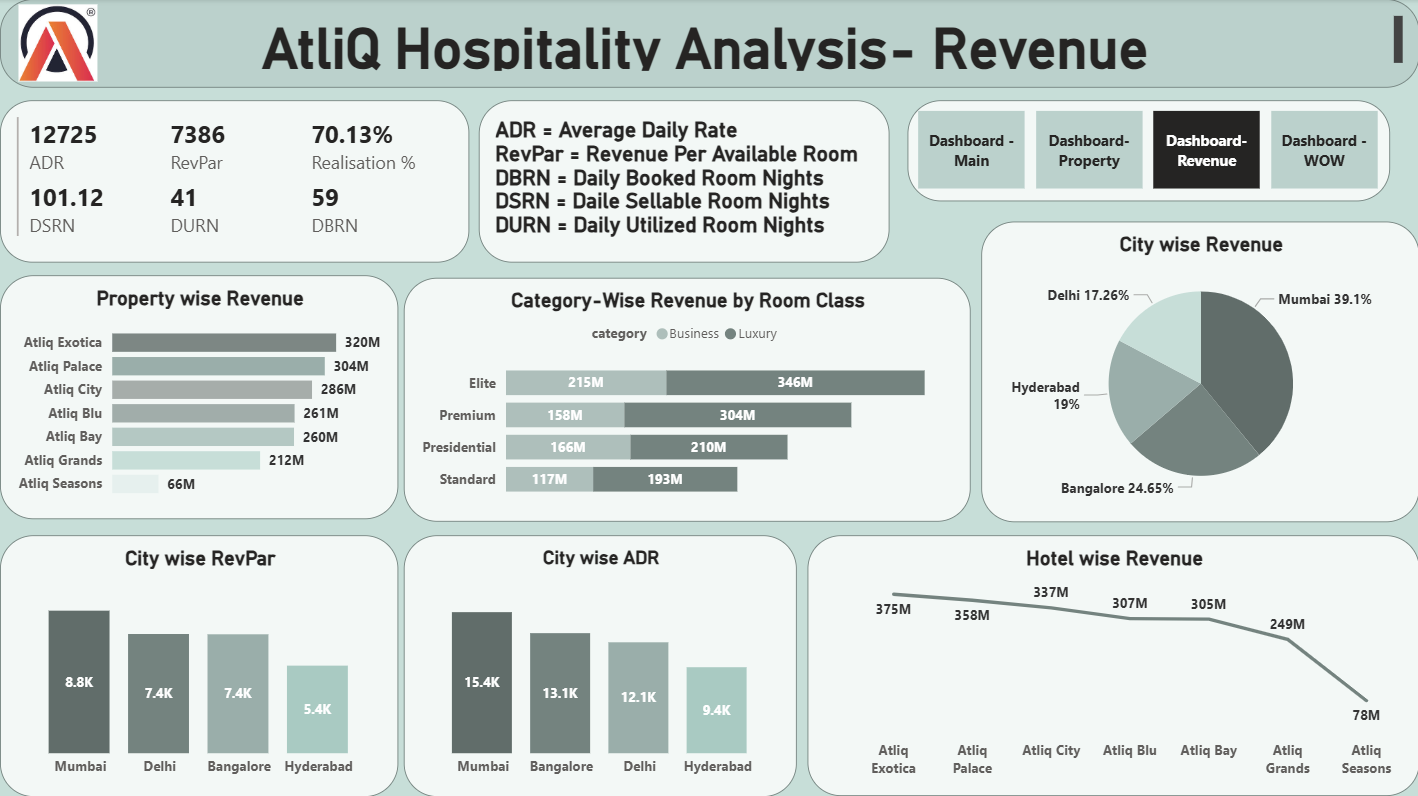 AtliQ Hospitality Analysis- Revenue
12725
ADR
7386
RevPar
70.13%
Realisation %
101.12
DSRN
41
DURN
59
DBRN
ADR = Average Daily Rate
RevPar = Revenue Per Available Room
DBRN = Daily Booked Room Nights
DSRN = Daile Sellable Room Nights
DURN = Daily Utilized Room Nights
Dashboard -
Main
Dashboard-
Property
Dashboard-
Revenue
Dashboard -
WOW
Property wise Revenue
Atliq Exotica 320M
Atliq Palace 304M
Atliq City 286M
Atliq Blu 261M
Atliq Bay 260M
Atliq Grands 212M
Atliq Seasons 66M
Category-Wise Revenue by Room Class
category Business Luxury
Elite 215M 346M
Premium 158M 304M
Presidential 166M 210M
Standard 117M 193M
City wise Revenue
Delhi 17.26%
Mumbai 39.1%
Hyderabad
19%
Bangalore 24.65%
City wise RevPar
8.8K 7.4K 7.4K 5.4K
Mumbai Delhi Bangalore Hyderabad
City wise ADR
15.4K 13.1K 12.1K 9.4K
Mumbai Bangalore Delhi Hyderabad
Hotel wise Revenue
375M 358M 337M 307M 305M 249M 78M
Atliq
Exotica
Atliq
Palace
Atliq City
Atliq Blu
Atliq Bay
Atliq
Grands
Atliq
Seasons